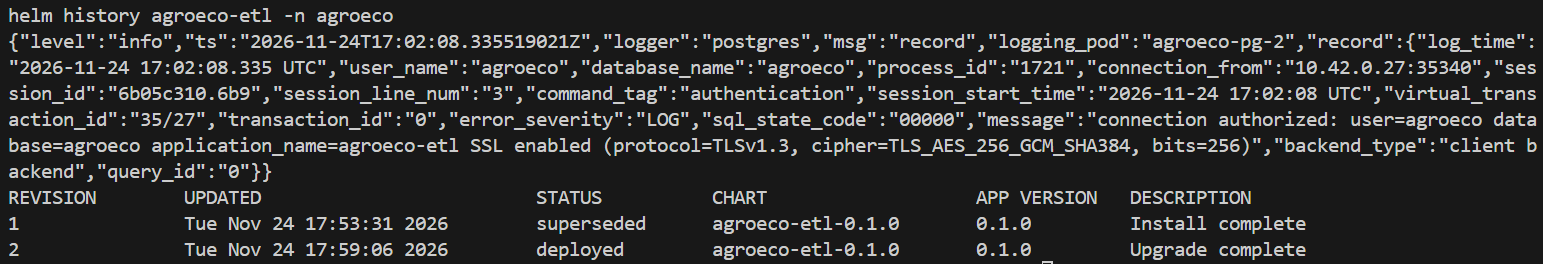 helm history agroeco-etl -n agroeco
{"level":"info","ts":"2026-11-24T17:02:08.335519021Z","logger":"postgres","msg":"record","logging_pod":"agroeco-pg-2","record":{"log_time":
"2026-11-24 17:02:08.335 UTC","user_name":"agroeco","database_name":"agroeco","process_id":"1721","connection_from":"10.42.0.27:35340","ses
sion_id":"6b05c310.6b9","session_line_num":"3","command_tag":"authentication","session_start_time":"2026-11-24 17:02:08 UTC","virtual_trans
action_id":"35/27","transaction_id":"0","error_severity":"LOG","sql_state_code":"00000","message":"connection authorized: user=agroeco data
base=agroeco application_name=agroeco-etl SSL enabled (protocol=TLSv1.3, cipher=TLS_AES_256_GCM_SHA384, bits=256)","backend_type":"client b
ackend","query_id":"0"}}
REVISION UPDATED STATUS CHART APP VERSION DESCRIPTION
1 Tue Nov 24 17:53:31 2026 superseded agroeco-etl-0.1.0 0.1.0 Install complete
2 Tue Nov 24 17:59:06 2026 deployed agroeco-etl-0.1.0 0.1.0 Upgrade complete